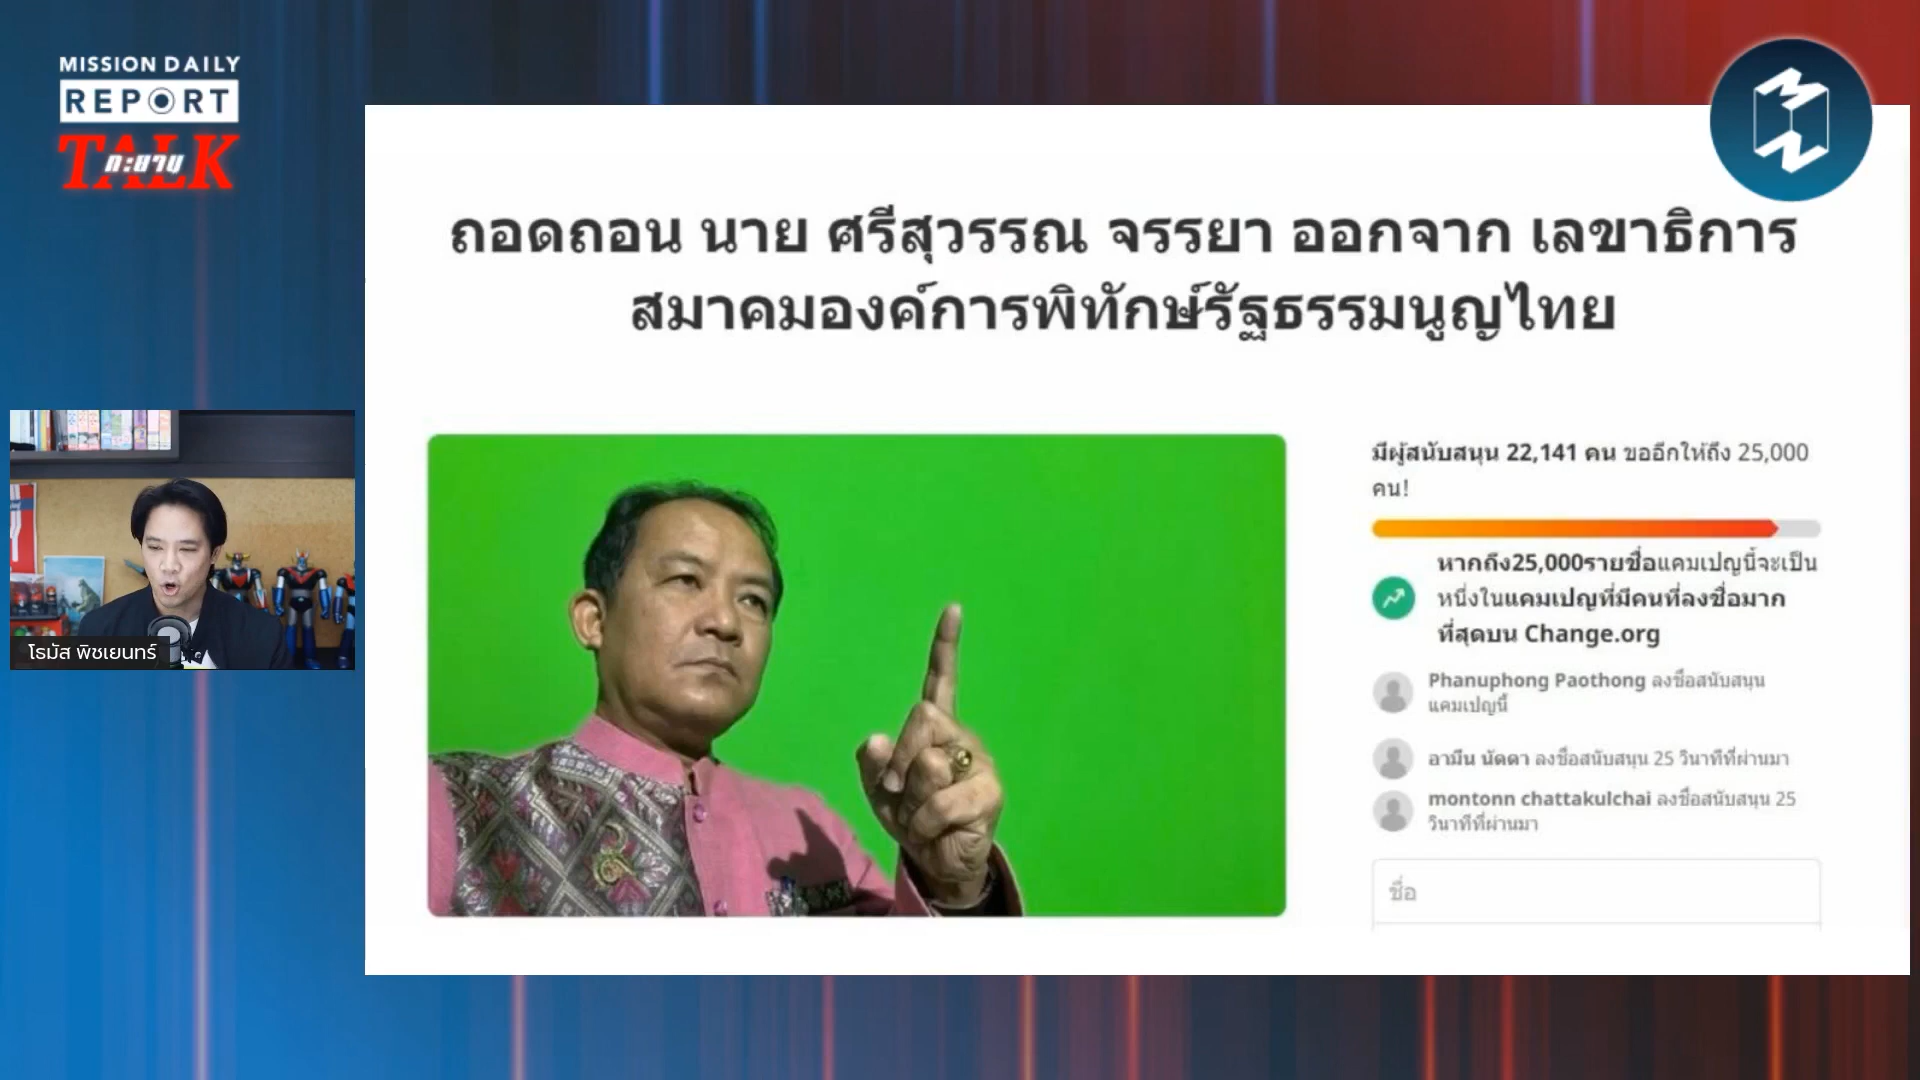 MISSION DAILY
REPORT
TALK
กะยาบ
ถอดถอน นาย ศรีสุวรรณ จรรยา ออกจาก เลขาธิการ
สมาคมองค์การพิทักษ์รัฐธรรมนูญไทย
โธมัส พิชเยนทร์
มีผู้สนับสนุน 22,141 คน ขออีกให้ถึง 25,000
คน!
หากถึง25,000รายชื่อแคมเปญนี้จะเป็น
หนึ่งในแคมเปญที่มีคนที่ลงชื่อมาก
ที่สุดบน Change.org
Phanuphong Paothong ลงชื่อสนับสนุน
แคมเปญนี้
อามีน นัดดา ลงชื่อสนับสนุน 25 วินาทีที่ผ่านมา
montonn chattakulchai ลงชื่อสนับสนุน 25
วินาทีที่ผ่านมา
ชื่อ